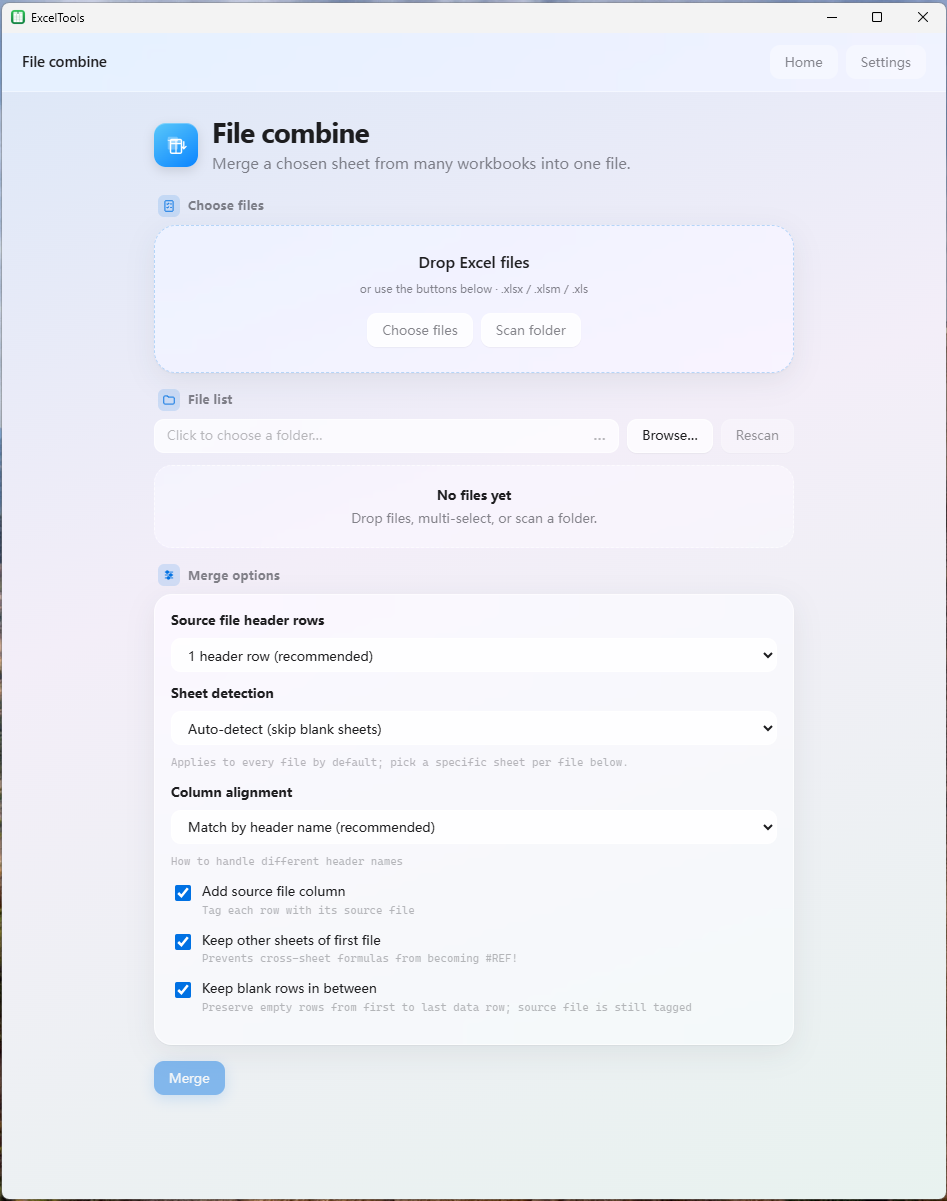 ExcelTools
File combine
Home
Settings
File combine
Merge a chosen sheet from many workbooks into one file.
Choose files
Drop Excel files
or use the buttons below · .xlsx / .xlsm / .xls
Choose files
Scan folder
File list
Click to choose a folder...
...
Browse...
Rescan
No files yet
Drop files, multi-select, or scan a folder.
Merge options
Source file header rows
1 header row (recommended)
Sheet detection
Auto-detect (skip blank sheets)
Applies to every file by default; pick a specific sheet per file below.
Column alignment
Match by header name (recommended)
How to handle different header names
Add source file column
Tag each row with its source file
Keep other sheets of first file
Prevents cross-sheet formulas from becoming #REF!
Keep blank rows in between
Preserve empty rows from first to last data row; source file is still tagged
Merge